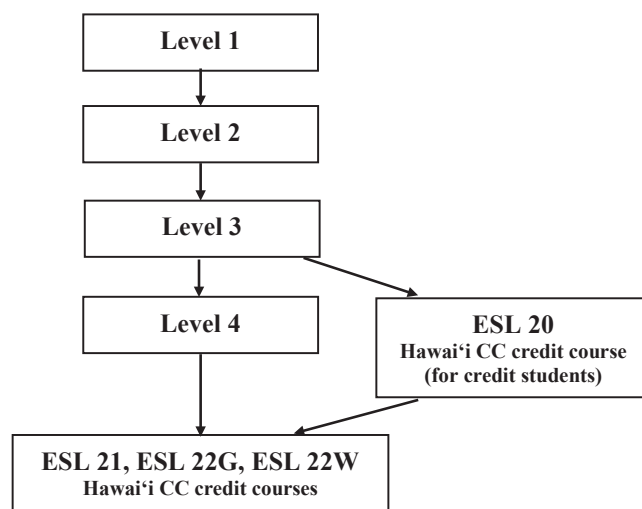 Level 1
Level 2
Level 3
Level 4
ESL 20
Hawai‘i CC credit course
(for credit students)
ESL 21, ESL 22G, ESL 22W
Hawai‘i CC credit courses